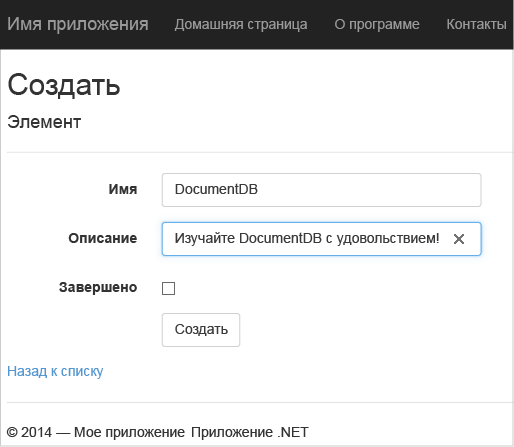 Имя приложения Домашняя страница О программе Контакты
Создать
Элемент
Имя DocumentDB
Описание Изучайте DocumentDB с удовольствием!
Завершено
Создать
Назад к списку
© 2014 — Мое приложение Приложение .NET